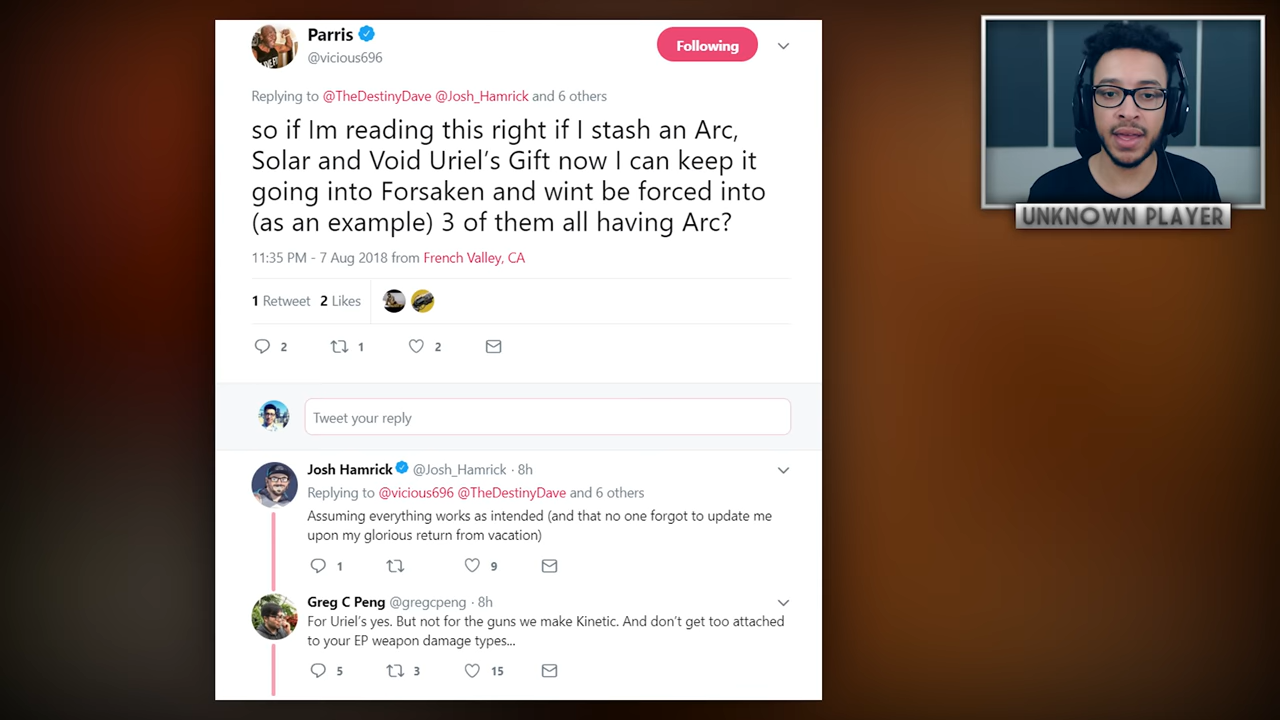 Parris
@vicious696
Following
Replying to @TheDestinyDave @Josh_Hamrick and 6 others
so if Im reading this right if I stash an Arc,
Solar and Void Uriel's Gift now I can keep it
going into Forsaken and wint be forced into
(as an example) 3 of them all having Arc?
11:35 PM - 7 Aug 2018 from French Valley, CA
1 Retweet 2 Likes
2 1 2
Tweet your reply
Josh Hamrick @Josh_Hamrick · 8h
Replying to @vicious696 @TheDestinyDave and 6 others
Assuming everything works as intended (and that no one forgot to update me
upon my glorious return from vacation)
1 9
Greg C Peng @gregcpeng · 8h
For Uriel's yes. But not for the guns we make Kinetic. And don't get too attached
to your EP weapon damage types...
5 3 15
UNKNOWN PLAYER